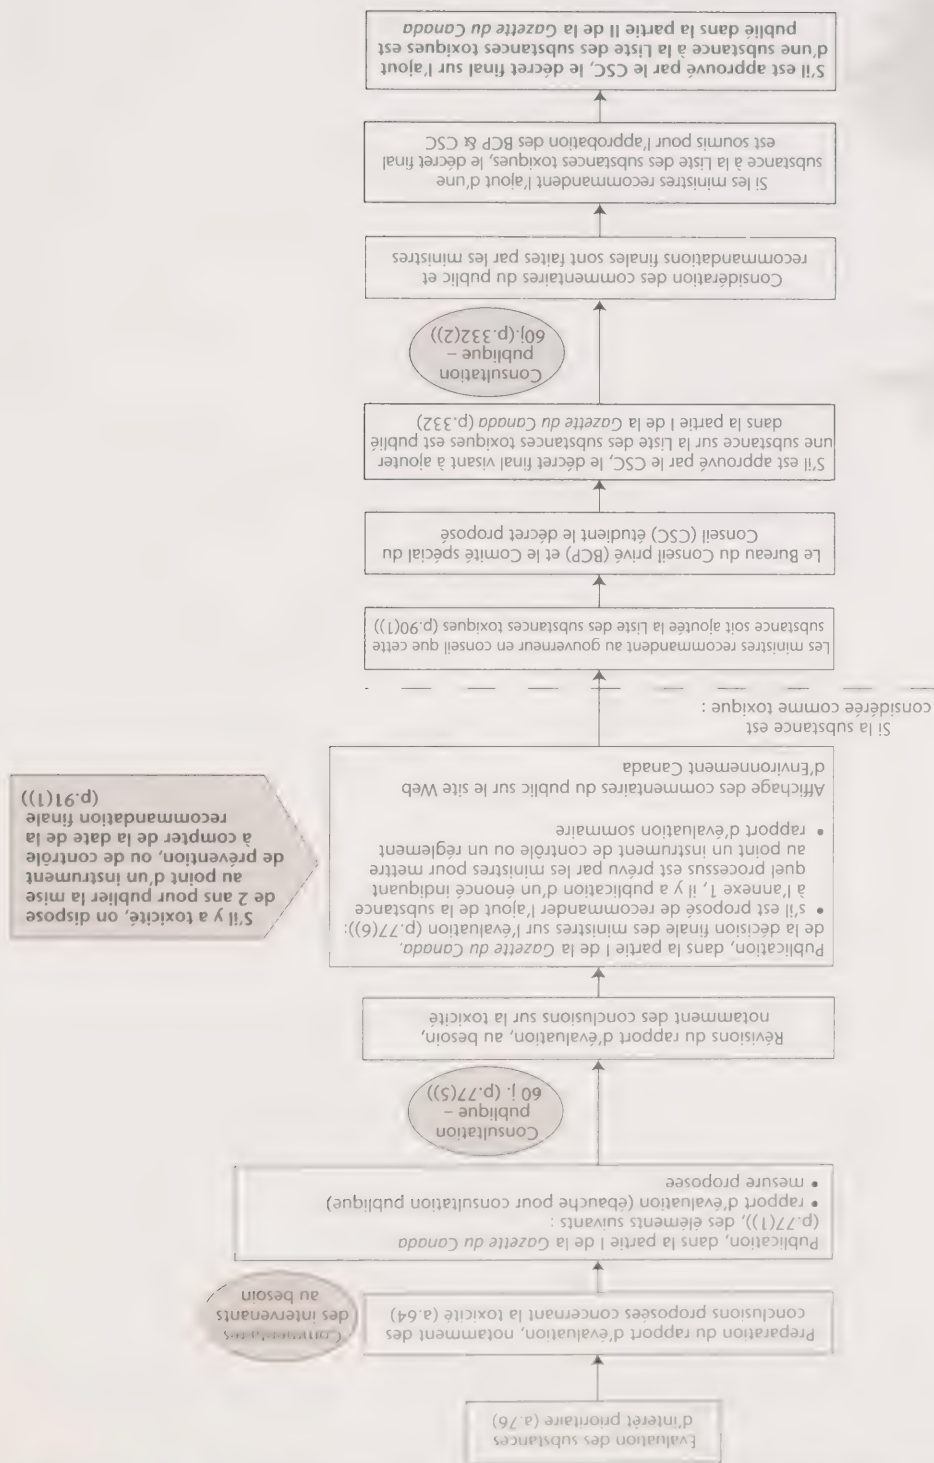 Évaluation des substances
d'intérêt prioritaire (a.76)
Préparation du rapport d'évaluation, notamment des
conclusions proposées concernant la toxicité (a.64)
Commentaires
des intervenants
au besoin
Publication, dans la partie I de la Gazette du Canada
(p.77(1)), des éléments suivants :
• rapport d'évaluation (ébauche pour consultation publique)
• mesure proposée
Consultation
publique –
60 j. (p.77(5))
Révisions du rapport d'évaluation, au besoin,
notamment des conclusions sur la toxicité
Publication, dans la partie I de la Gazette du Canada,
de la décision finale des ministres sur l'évaluation (p.77(6)):
• s'il est proposé de recommander l'ajout de la substance
à l'annexe 1, il y a publication d'un énoncé indiquant
quel processus est prévu par les ministres pour mettre
au point un instrument de contrôle ou un règlement
• rapport d'évaluation sommaire
Affichage des commentaires du public sur le site Web
d'Environnement Canada
S'il y a toxicité, on dispose
de 2 ans pour publier la mise
au point d'un instrument
de prévention, ou de contrôle
à compter de la date de la
recommandation finale
(p.91(1))
Si la substance est
considérée comme toxique :
Les ministres recommandent au gouverneur en conseil que cette
substance soit ajoutée la Liste des substances toxiques (p.90(1))
Le Bureau du Conseil privé (BCP) et le Comité spécial du
Conseil (CSC) étudient le décret proposé
S'il est approuvé par le CSC, le décret final visant à ajouter
une substance sur la Liste des substances toxiques est publié
dans la partie I de la Gazette du Canada (p.332)
Consultation
publique –
60j.(p.332(2))
Considération des commentaires du public et
recommandations finales sont faites par les ministres
Si les ministres recommandent l'ajout d'une
substance à la Liste des substances toxiques, le décret final
est soumis pour l'approbation des BCP & CSC
S'il est approuvé par le CSC, le décret final sur l'ajout
d'une substance à la Liste des substances toxiques est
publié dans la partie II de la Gazette du Canada